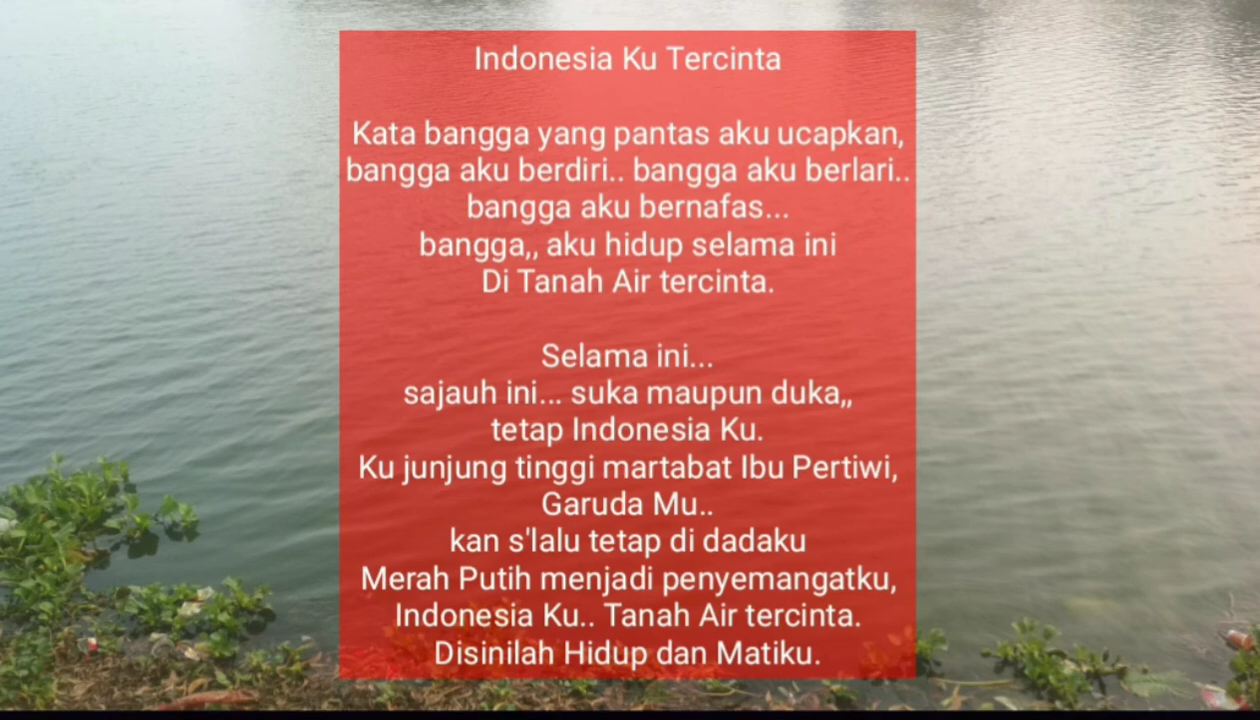 Indonesia Ku Tercinta
Kata bangga yang pantas aku ucapkan,
bangga aku berdiri.. bangga aku berlari..
bangga aku bernafas...
bangga,, aku hidup selama ini
Di Tanah Air tercinta.
Selama ini...
sajauh ini... suka maupun duka,,
tetap Indonesia Ku.
Ku junjung tinggi martabat Ibu Pertiwi,
Garuda Mu..
kan s'lalu tetap di dadaku
Merah Putih menjadi penyemangatku,
Indonesia Ku.. Tanah Air tercinta.
Disinilah Hidup dan Matiku.